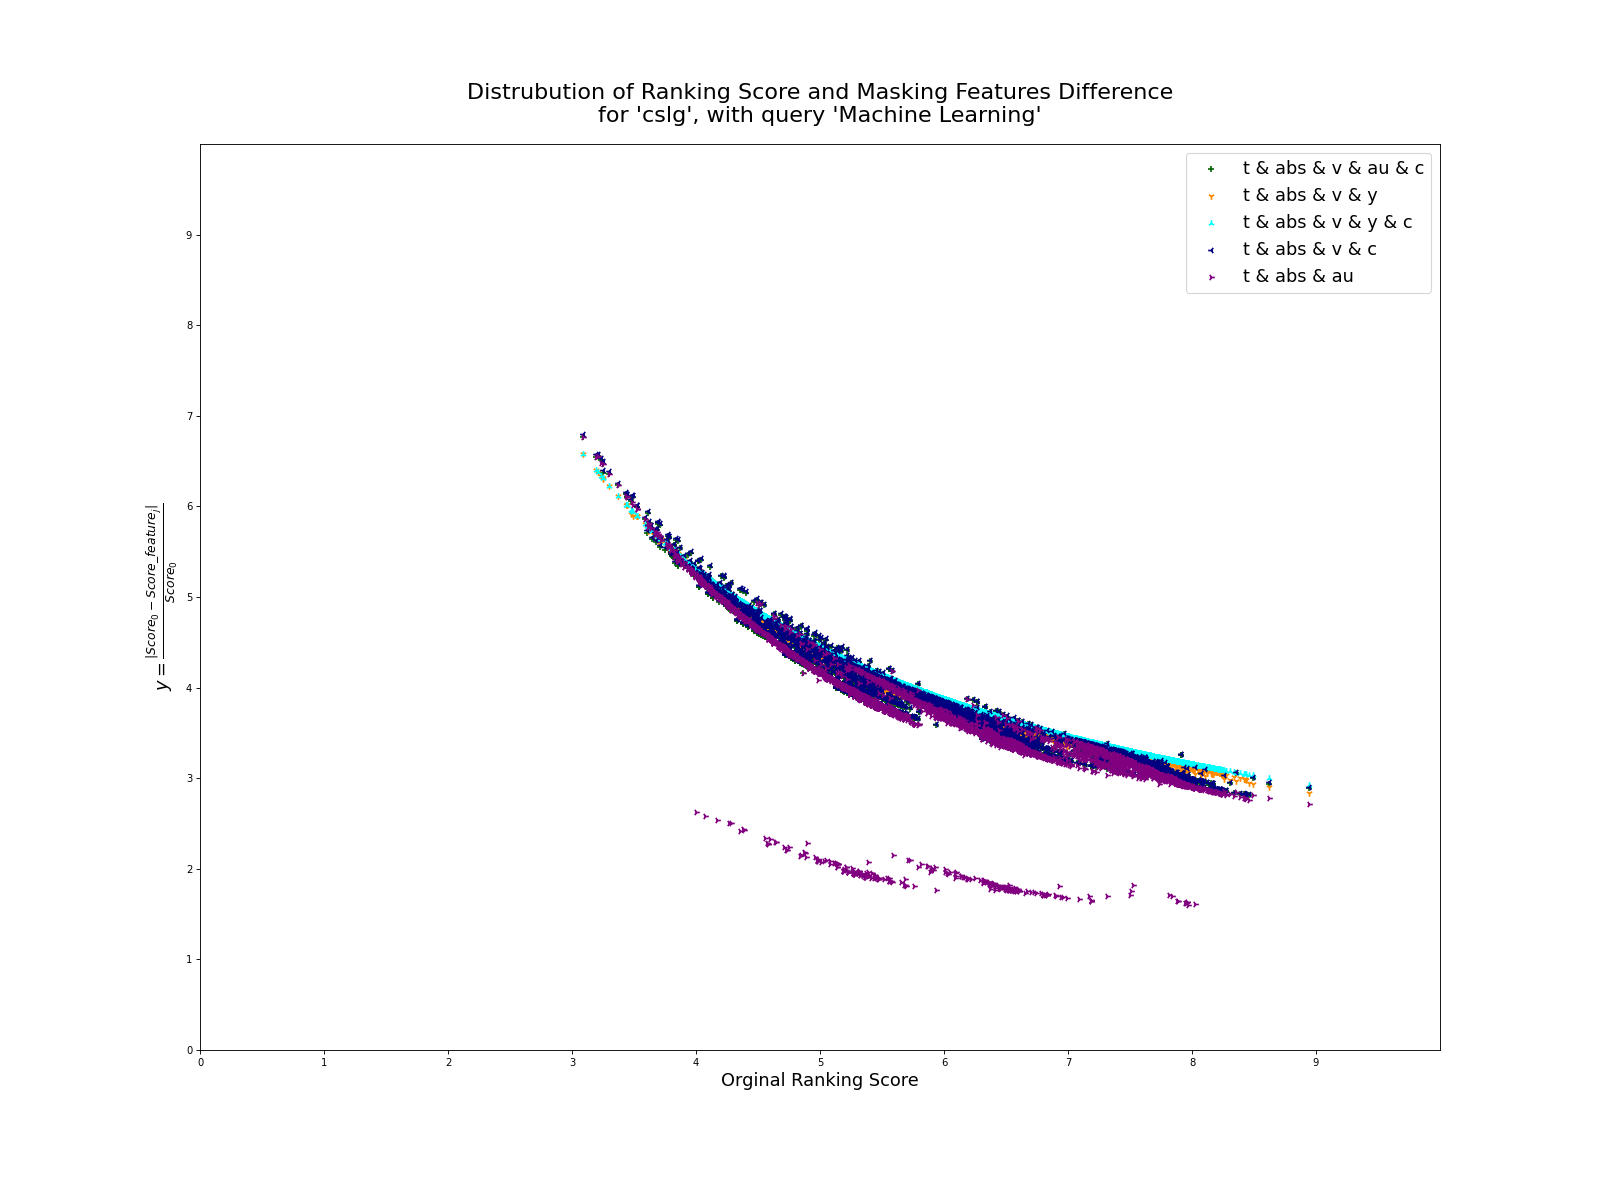 Distrubution of Ranking Score and Masking Features Difference
for 'cslg', with query 'Machine Learning'
t & abs & v & au & c
t & abs & v & y
t & abs & v & y & c
t & abs & v & c
t & abs & au
y = |Score_0 − Score_feature_j| / Score_0
9
8
7
6
5
4
3
2
1
0
0 1 2 3 4 5 6 7 8 9
Orginal Ranking Score